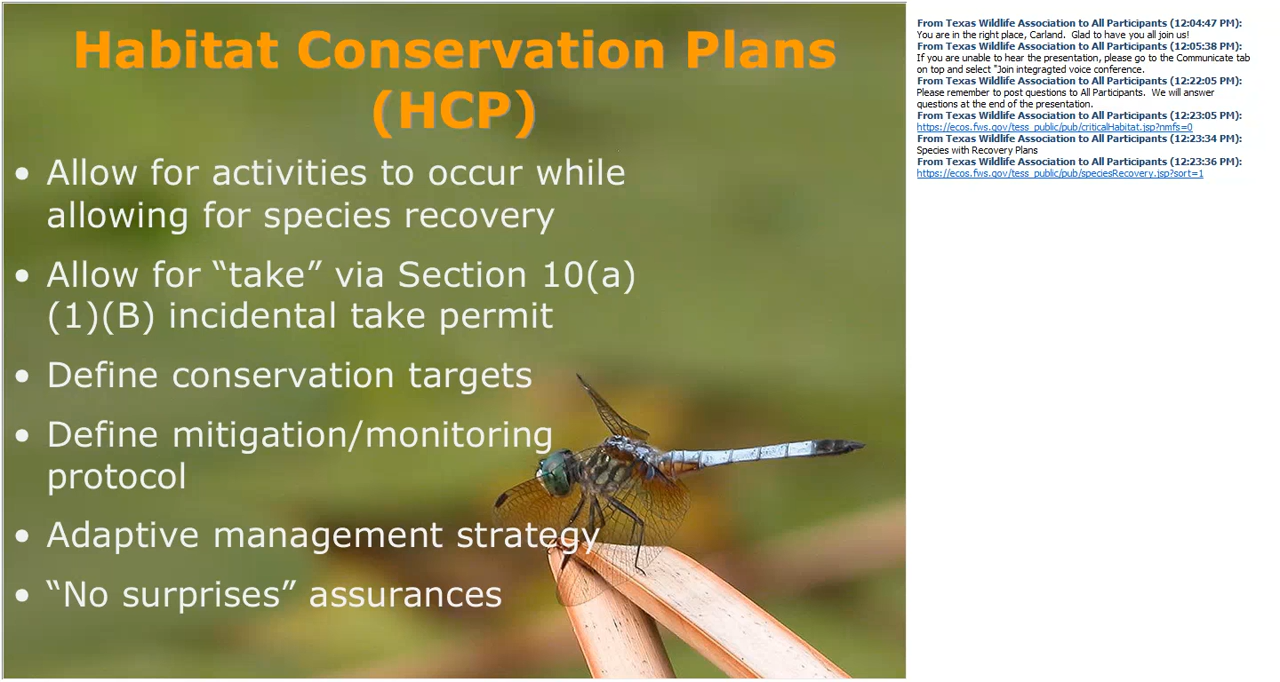 Habitat Conservation Plans
(HCP)
• Allow for activities to occur while
allowing for species recovery
• Allow for “take” via Section 10(a)
(1)(B) incidental take permit
• Define conservation targets
• Define mitigation/monitoring
protocol
• Adaptive management strategy
• “No surprises” assurances
From Texas Wildlife Association to All Participants (12:04:47 PM):
You are in the right place, Carland.  Glad to have you all join us!
From Texas Wildlife Association to All Participants (12:05:38 PM):
If you are unable to hear the presentation, please go to the Communicate tab
on top and select "Join integragted voice conference.
From Texas Wildlife Association to All Participants (12:22:05 PM):
Please remember to post questions to All Participants.  We will answer
questions at the end of the presentation.
From Texas Wildlife Association to All Participants (12:23:05 PM):
https://ecos.fws.gov/tess_public/pub/criticalHabitat.jsp?nmfs=0
From Texas Wildlife Association to All Participants (12:23:34 PM):
Species with Recovery Plans
From Texas Wildlife Association to All Participants (12:23:36 PM):
https://ecos.fws.gov/tess_public/pub/speciesRecovery.jsp?sort=1